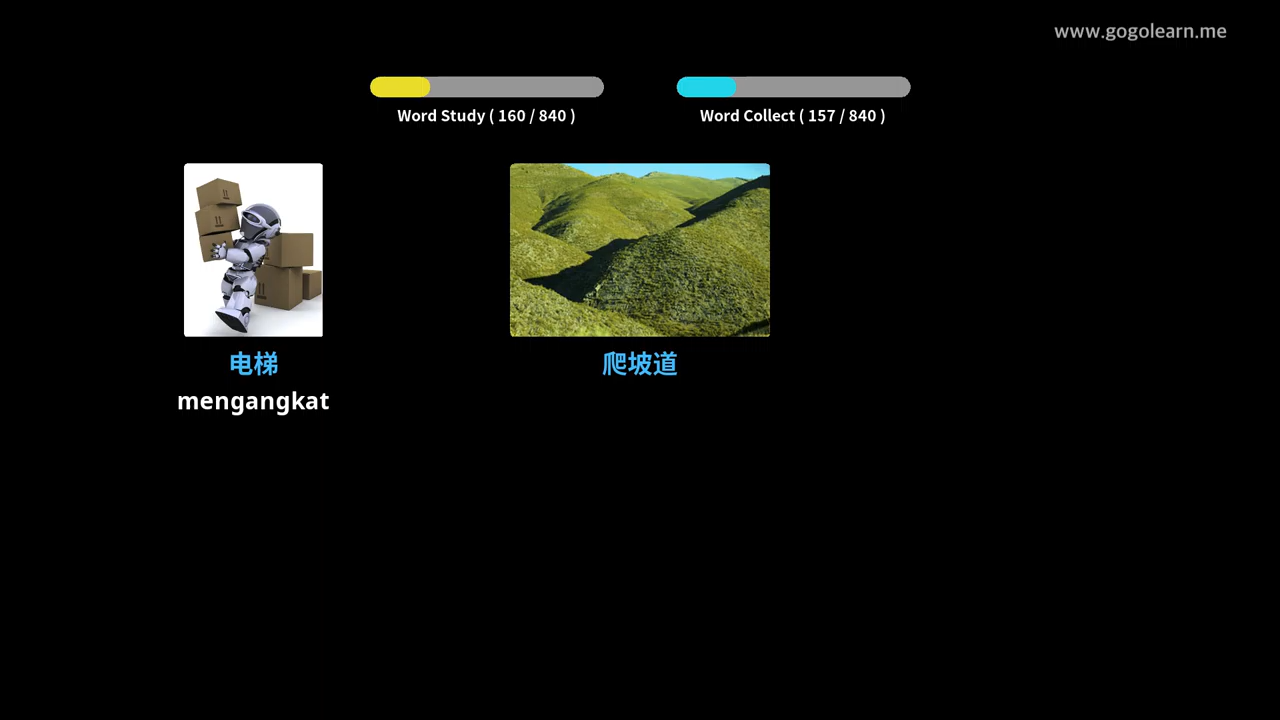 www.gogolearn.me
Word Study ( 160 / 840 )
Word Collect ( 157 / 840 )
电梯
爬坡道
mengangkat